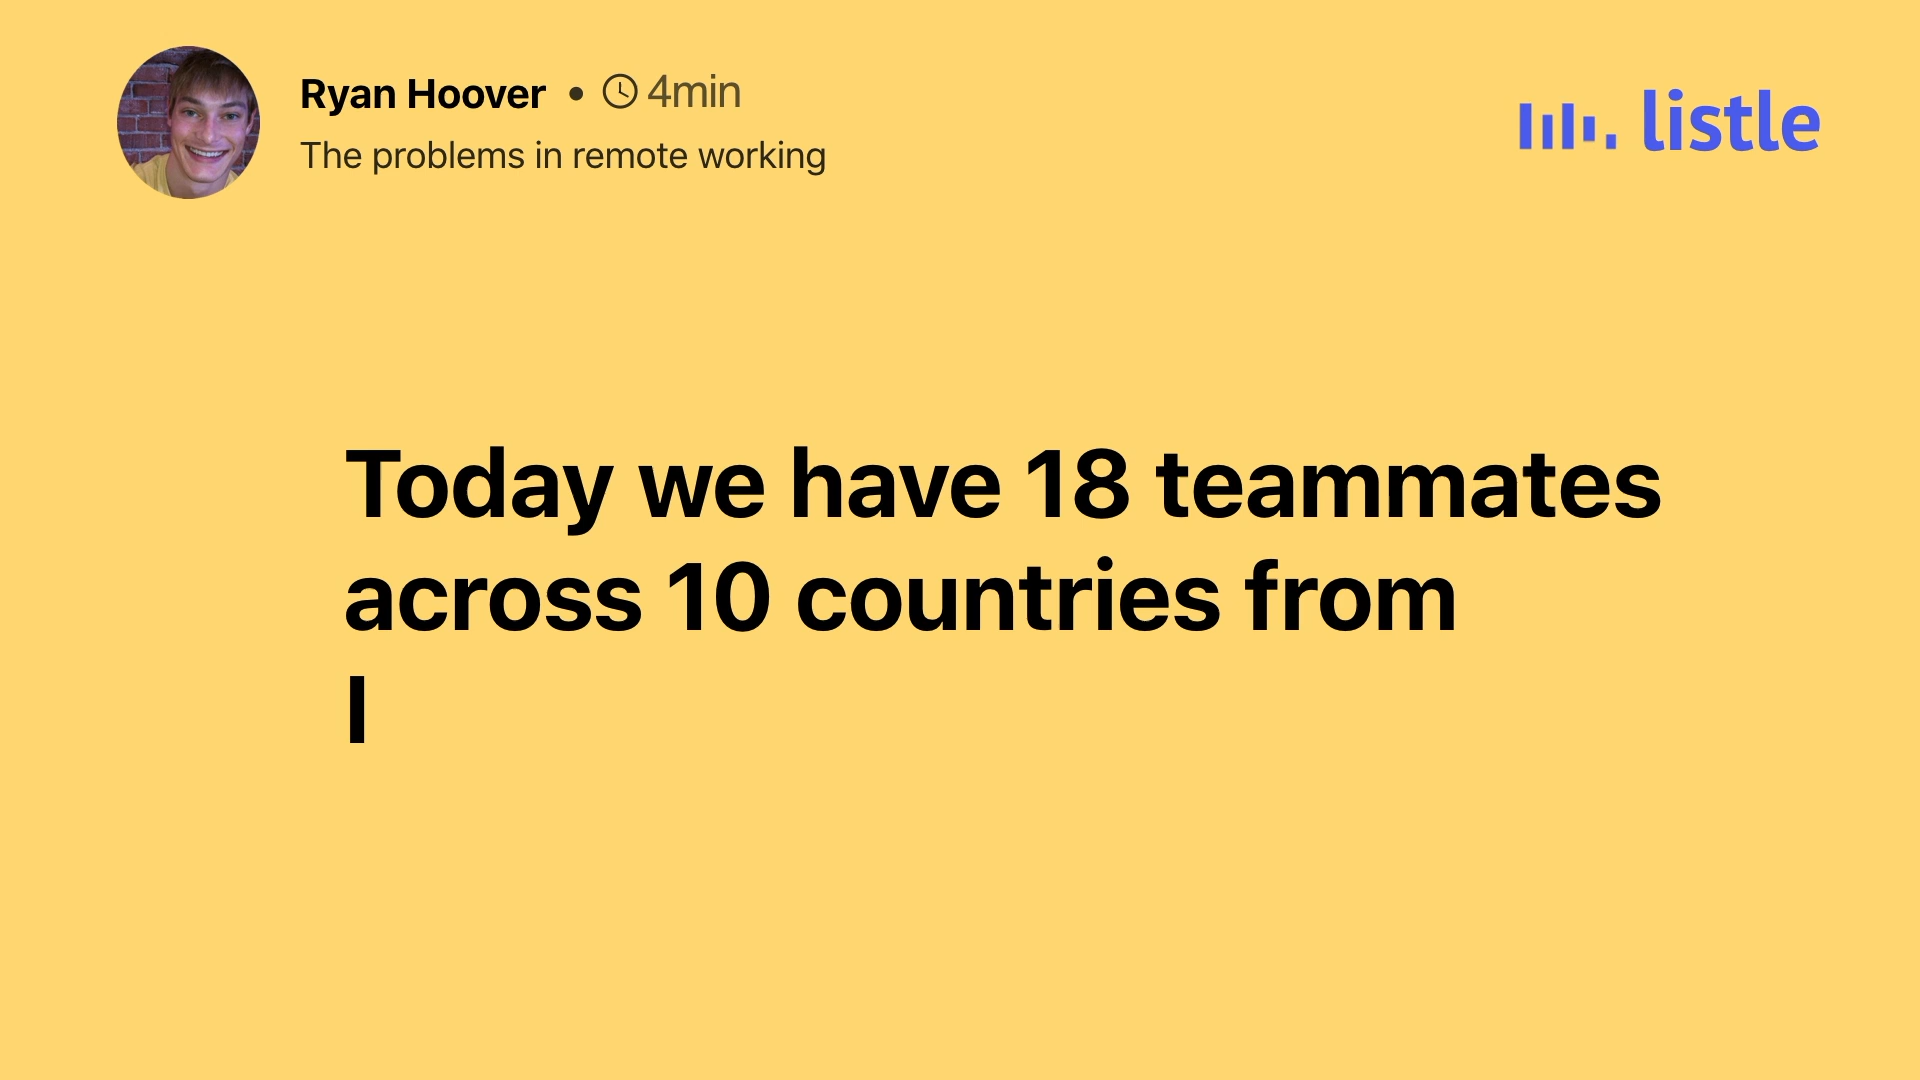 Ryan Hoover • 4min
The problems in remote working
listle
Today we have 18 teammates
across 10 countries from
l